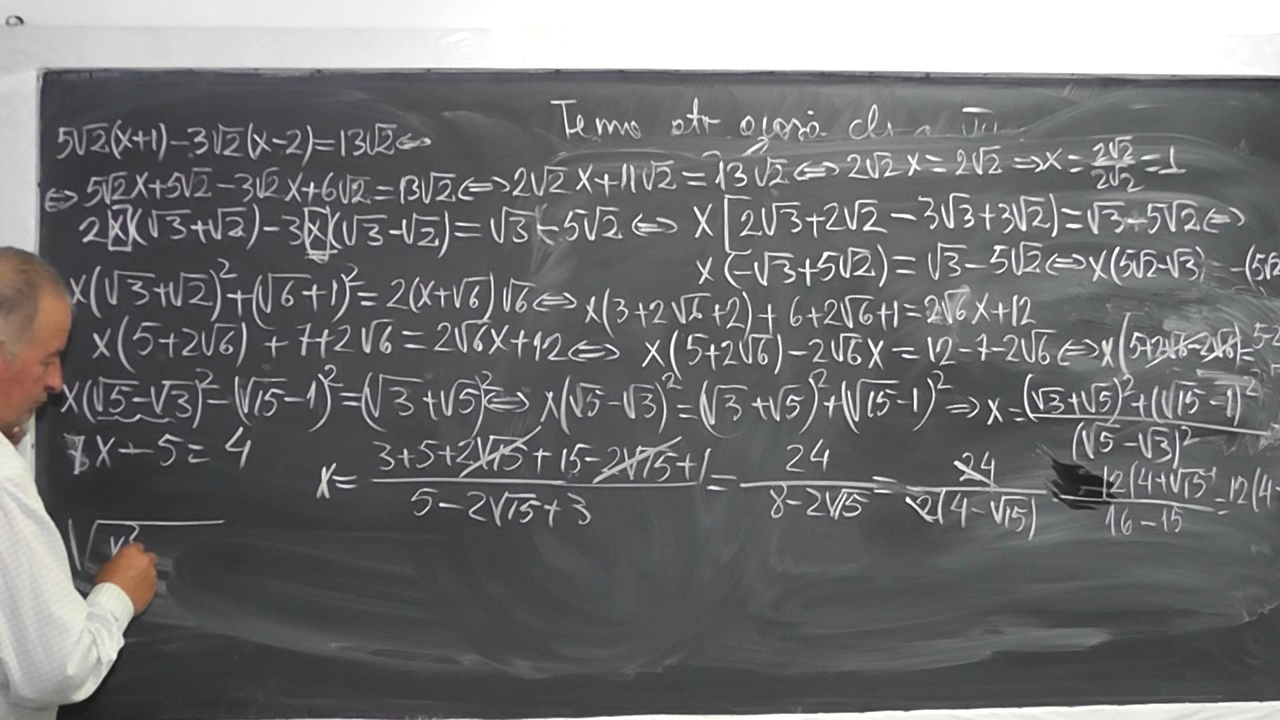 Tema
5√2(x+1)-3√2(x-2)=13√2⇔
⇔ 5√2x+5√2-3√2x+6√2=13√2⇔2√2x+11√2=13√2⇔2√2x=2√2⇒x=2√2/2√2=1
2x(√3+√2)-3x(√3-√2)=√3-5√2⇔ x[2√3+2√2-3√3+3√2]=√3-5√2⇔
x(-√3+5√2)=√3-5√2⇔x(5√2-√3)=-(5√2
x(√3+√2)²+(√6+1)²=2(x+√6)√6⇔x(3+2√6+2)+6+2√6+1=2√6x+12
x(5+2√6)+7+2√6=2√6x+12⇔ x(5+2√6)-2√6x=12-7-2√6⇔x(5+2√6-2√6)=5-2
x(√5-√3)²-(√15-1)²=(√3+√5)²⇔ x(√5-√3)²=(√3+√5)²+(√15-1)²⇒x=((√3+√5)²+(√15-1)²)/(√5-√3)²
x-5=4
x=(3+5+2√15+15-2√15+1)/(5-2√15+3)=24/(8-2√15)=24/(2(4-√15)) 12(4+√15)/(16-15)=12(4-